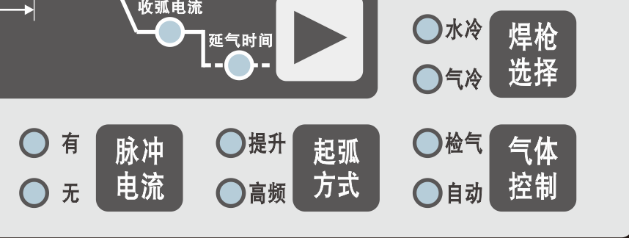 收弧电流
延气时间
水冷
气冷
焊枪
选择
有
无
脉冲
电流
提升
高频
起弧
方式
检气
自动
气体
控制